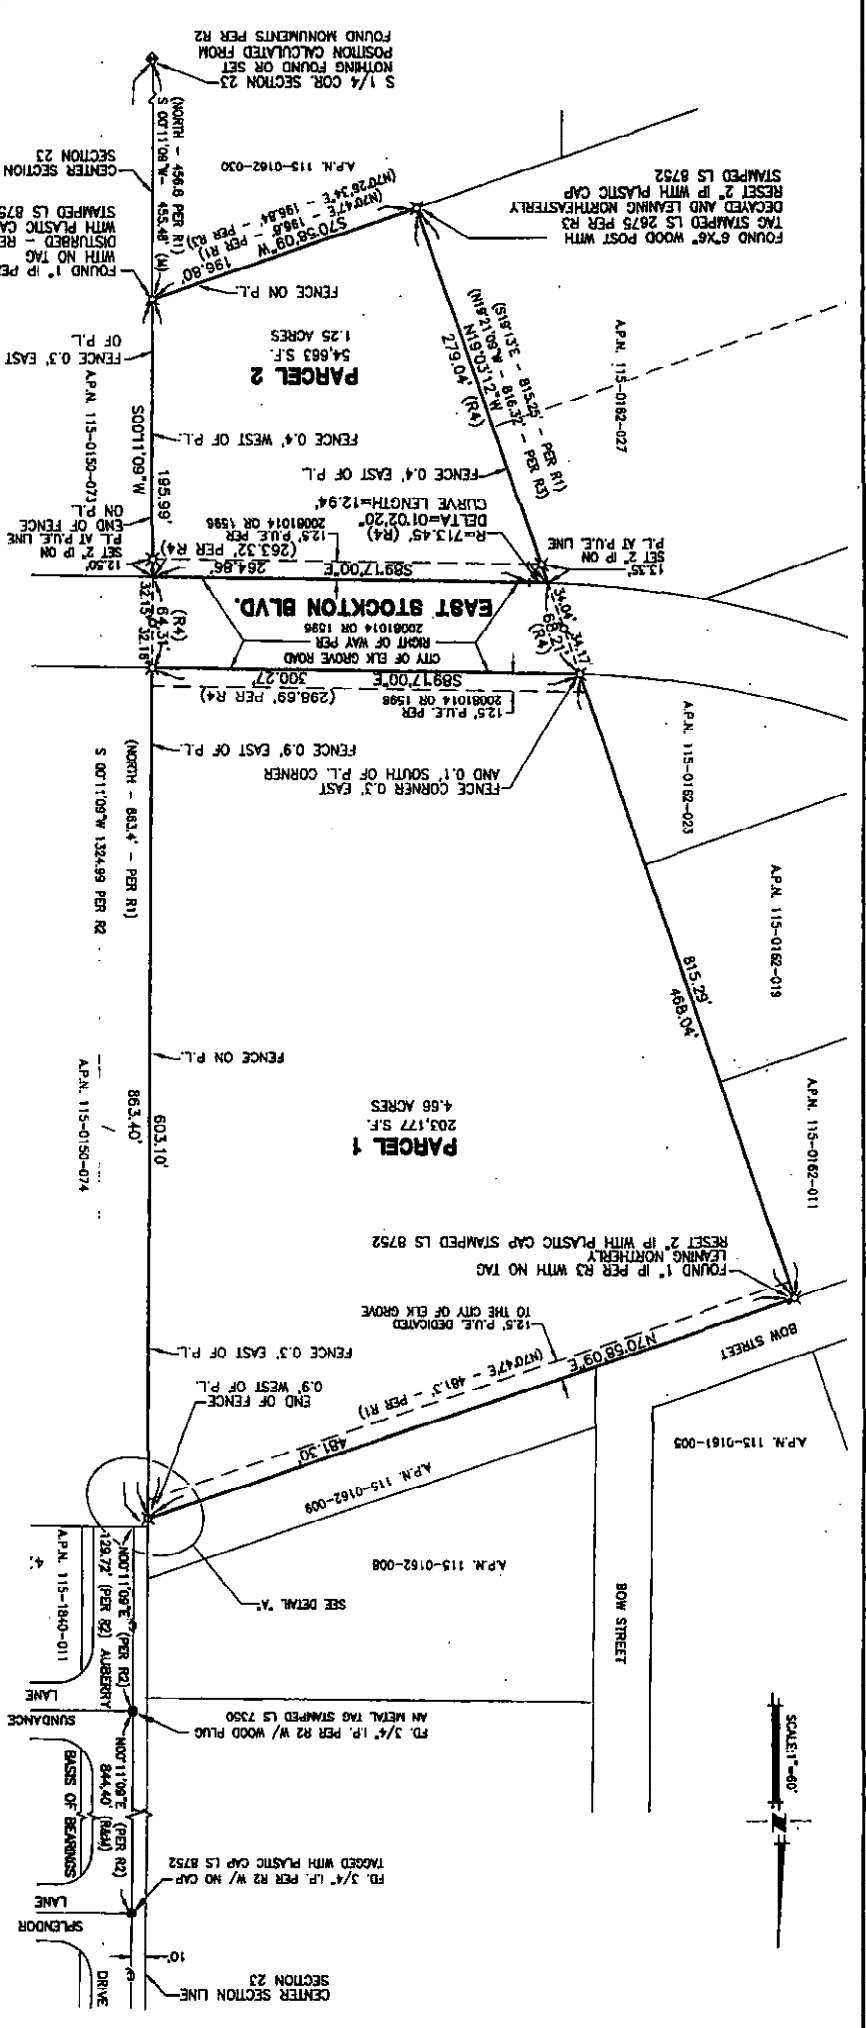 CENTER SECTION LINE
SECTION 23
10'
DRIVE
SPLENDOR
LANE
FD. 3/4" I.P. PER R2 W/ NO CAP
TAGGED WITH PLASTIC CAP LS 8752
N00°11'09"E (PER R2)
844.40' (R&M)
BASIS OF BEARINGS
SUNDANCE
LANE
FD. 3/4" I.P. PER R2 W/ WOOD PLUG
AN METAL TAG STAMPED LS 7350
N00°11'09"E (PER R2)
129.72' (PER R2)
AUBERRY
A.P.N. 115-1840-011
SCALE:1"=60'
BOW STREET
SEE DETAIL "A"
A.P.N. 115-0162-008
A.P.N. 115-0162-009
A.P.N. 115-0161-005
481.30'
N70°58'09"E
(N70°47'E - 481.3' - PER R1)
BOW STREET
END OF FENCE
0.9' WEST OF P.L.
FENCE 0.3' EAST OF P.L.
12.5' P.U.E. DEDICATED
TO THE CITY OF ELK GROVE
FOUND 1" IP PER R3 WITH NO TAG
LEANING NORTHERLY
RESET 2" IP WITH PLASTIC CAP STAMPED LS 8752
PARCEL 1
203,177 S.F.
4.66 ACRES
603.10'
863.40'
A.P.N. 115-0150-074
A.P.N. 115-0162-011
815.29'
468.04'
A.P.N. 115-0162-019
FENCE ON P.L.
(NORTH - 863.4' - PER R1)
S 00°11'09"W 1324.99 PER R2
A.P.N. 115-0162-023
FENCE CORNER 0.3' EAST
AND 0.1' SOUTH OF P.L. CORNER
FENCE 0.9' EAST OF P.L.
12.5' P.U.E. PER
20081014 OR 1596
(298.69' PER R4)
S89°17'00"E
300.27'
CITY OF ELK GROVE ROAD
RIGHT OF WAY PER
20081014 OR 1596
EAST STOCKTON BLVD.
32.16'
64.31'
(R4)
32.15'
34.17'
68.21'
(R4)
34.04'
S89°17'00"E
264.66'
(263.32' PER R4)
12.5' P.U.E. PER
20081014 OR 1596
12.50'
SET 2" IP ON
P.L. AT P.U.E. LINE
END OF FENCE
ON P.L.
13.35'
SET 2" IP ON
P.L. AT P.U.E. LINE
R=713.45' (R4)
DELTA=01°02'20"
CURVE LENGTH=12.94'
FENCE 0.4' EAST OF P.L.
FENCE 0.4' WEST OF P.L.
195.99'
S00°11'09"W
A.P.N. 115-0150-073
FENCE 0.3' EAST
OF P.L.
PARCEL 2
54,663 S.F.
1.25 ACRES
(S19°13'E - 815.25' - PER R1)
(N19°21'09"W - 816.32' - PER R3)
N19°03'12"W
279.04' (R4)
A.P.N. 115-0162-027
FENCE ON P.L.
196.80'
S70°58'09"W
(N70°47'E - 196.8' - PER R1)
(N70°26'34"E - 196.84' - PER R3)
A.P.N. 115-0162-030
FOUND 6"X6" WOOD POST WITH
TAG STAMPED LS 2675 PER R3
DECAYED AND LEANING NORTHEASTERLY
RESET 2" IP WITH PLASTIC CAP
STAMPED LS 8752
FOUND 1" IP PE
WITH NO TAG
DISTURBED - RE
WITH PLASTIC CA
STAMPED LS 875
CENTER SECTION
SECTION 23
(NORTH - 456.6 PER R1)
S 00°11'09"W- 455.48' (M)
S 1/4 COR. SECTION 23
NOTHING FOUND OR SET
POSITION CALCULATED FROM
FOUND MONUMENTS PER R2